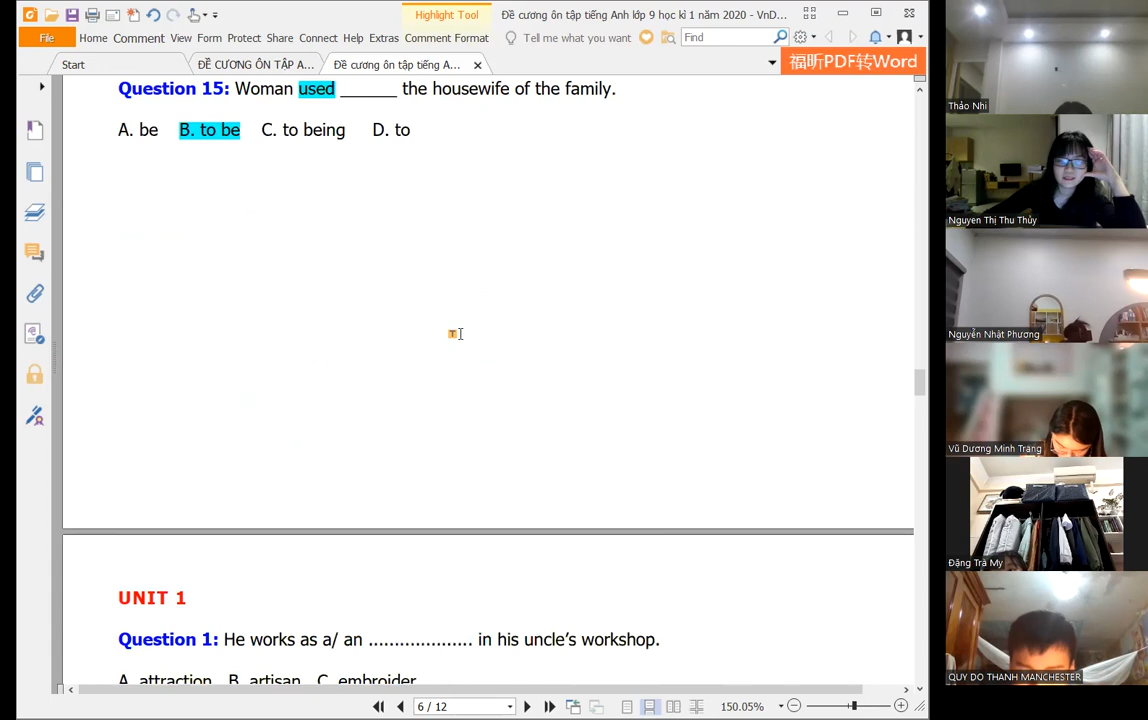 Highlight Tool
Đề cương ôn tập tiếng Anh lớp 9 học kì 1 năm 2020 - VnD...
File Home Comment View Form Protect Share Connect Help Extras Comment Format Tell me what you want Find
Start ĐỀ CƯƠNG ÔN TẬP A... Đề cương ôn tập tiếng A... 福昕PDF转Word
Question 15: Woman used ______ the housewife of the family.
A. be B. to be C. to being D. to
UNIT 1
Question 1: He works as a/ an .................... in his uncle's workshop.
A. attraction B. artisan C. embroider
6 / 12 150.05%
Thảo Nhi
Nguyen Thị Thu Thủy
Nguyễn Nhật Phương
Vũ Dương Minh Trang
Đặng Trà My
QUY DO THANH MANCHESTER